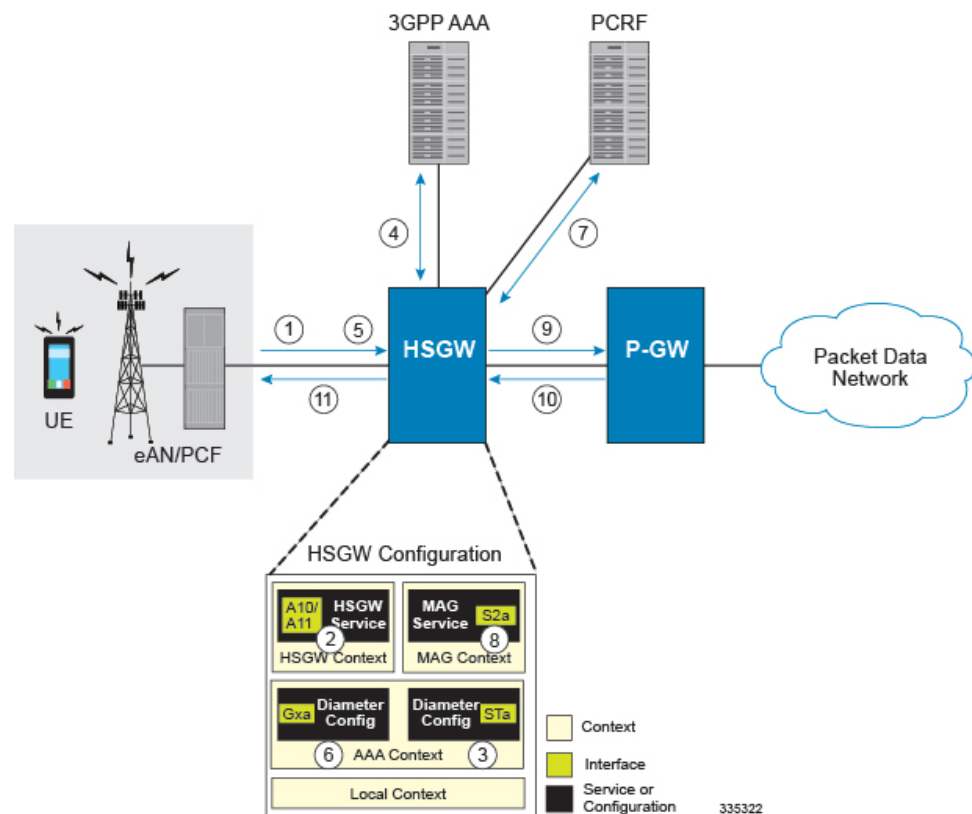 3GPP AAA
PCRF
4
7
1
5
9
HSGW
P-GW
Packet Data
Network
11
10
UE
eAN/PCF
HSGW Configuration
A10/
A11
HSGW
Service
2
HSGW Context
MAG
Service
S2a
8
MAG Context
Gxa
Diameter
Config
6
Diameter
Config
STa
3
AAA Context
Local Context
Context
Interface
Service or
Configuration
335322